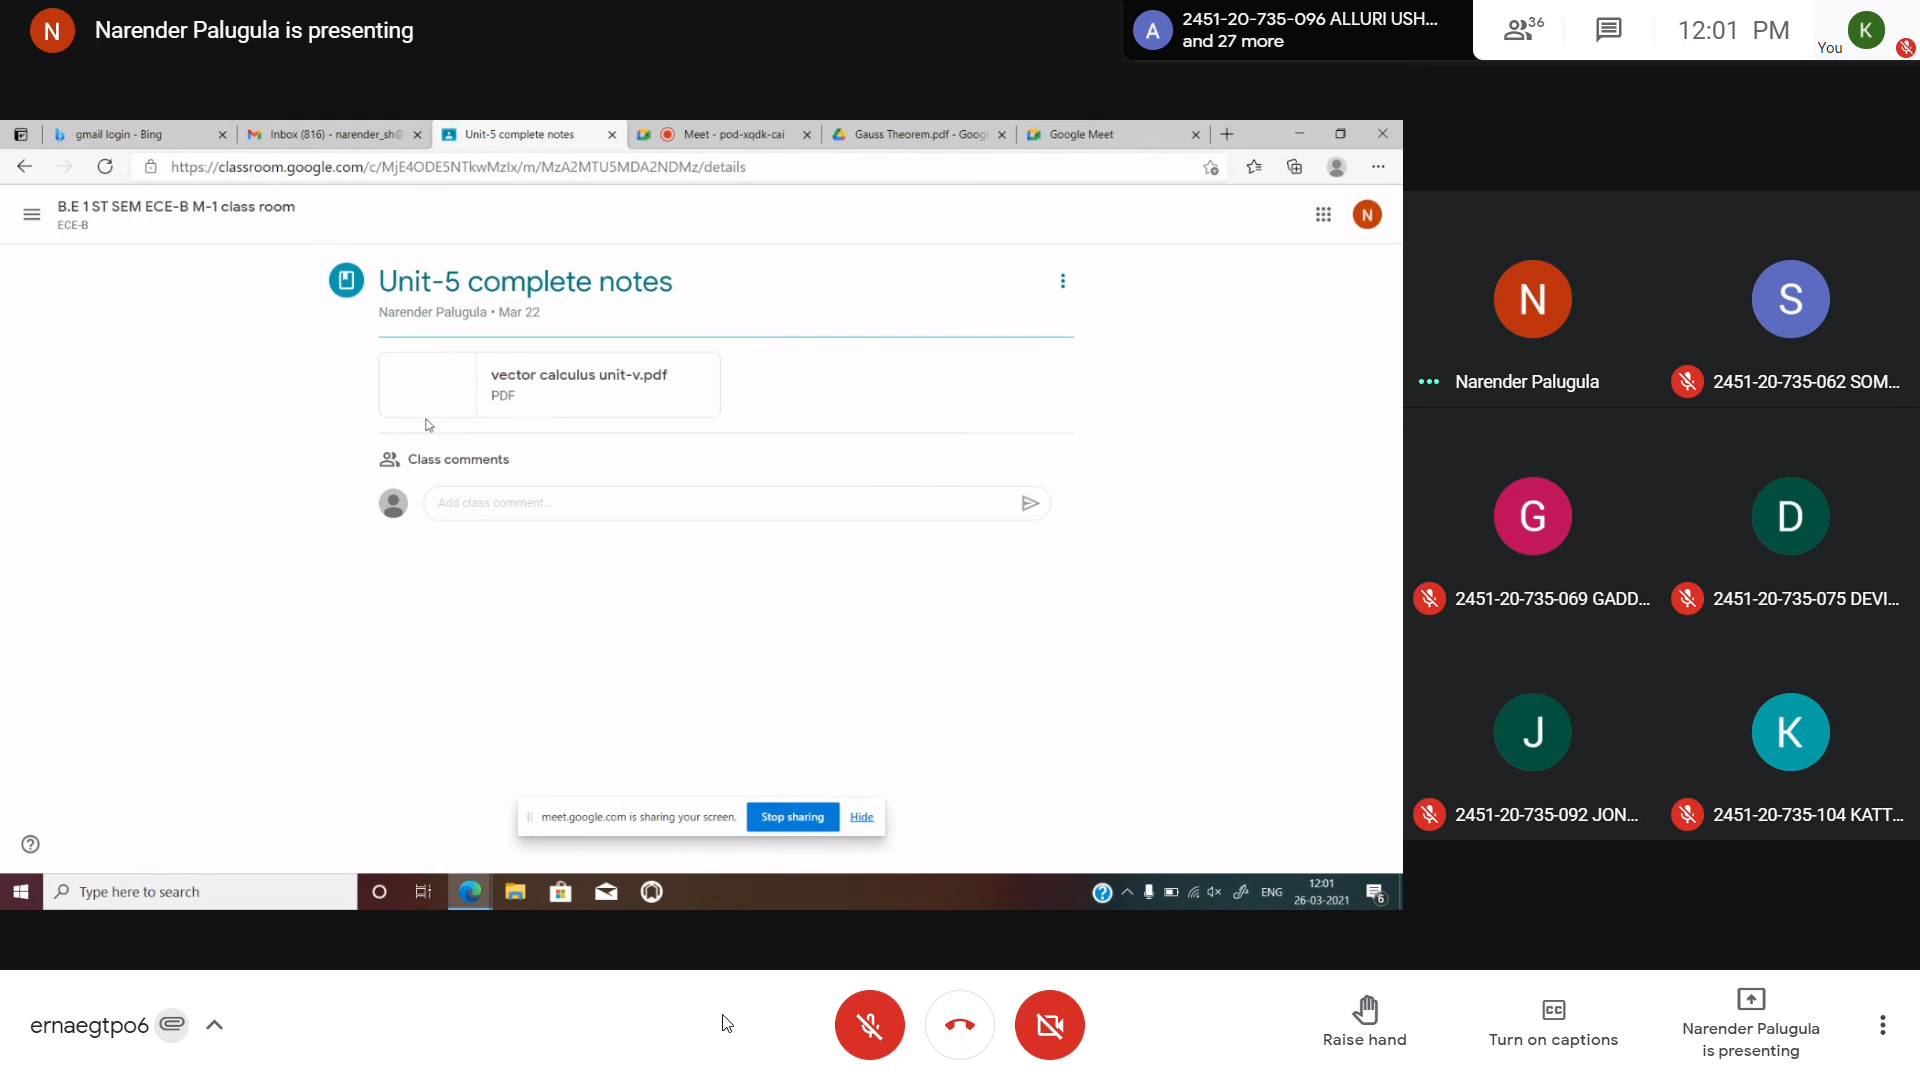 N Narender Palugula is presenting
A 2451-20-735-096 ALLURI USH...
and 27 more
36
12:01 PM
You K
gmail login - Bing
Inbox (816) - narender_sh@
Unit-5 complete notes
Meet - pod-xqdk-cai
Gauss Theorem.pdf - Googl
Google Meet
https://classroom.google.com/c/MjE4ODE5NTkwMzIx/m/MzA2MTU5MDA2NDMz/details
B.E 1 ST SEM ECE-B M-1 class room
ECE-B
N
Unit-5 complete notes
Narender Palugula • Mar 22
vector calculus unit-v.pdf
PDF
Class comments
Add class comment...
meet.google.com is sharing your screen.
Stop sharing
Hide
Type here to search
ENG
12:01
26-03-2021
6
N
Narender Palugula
S
2451-20-735-062 SOM...
G
2451-20-735-069 GADD...
D
2451-20-735-075 DEVI...
J
2451-20-735-092 JON...
K
2451-20-735-104 KATT...
ernaegtpo6
Raise hand
CC
Turn on captions
Narender Palugula
is presenting